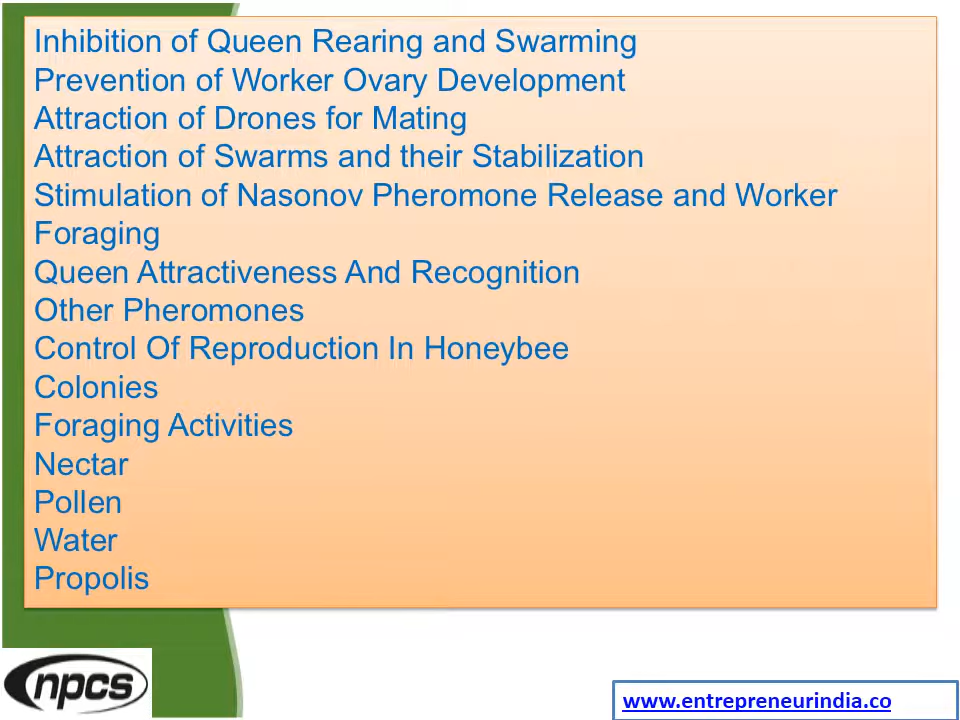 Inhibition of Queen Rearing and Swarming
Prevention of Worker Ovary Development
Attraction of Drones for Mating
Attraction of Swarms and their Stabilization
Stimulation of Nasonov Pheromone Release and Worker
Foraging
Queen Attractiveness And Recognition
Other Pheromones
Control Of Reproduction In Honeybee
Colonies
Foraging Activities
Nectar
Pollen
Water
Propolis
npcs
www.entrepreneurindia.co